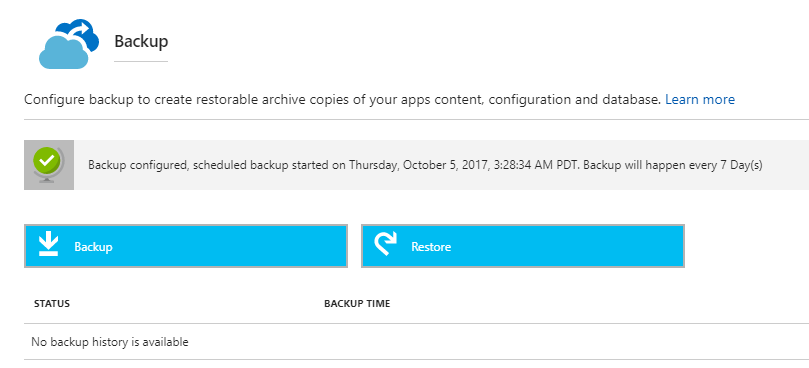 Backup
Configure backup to create restorable archive copies of your apps content, configuration and database. Learn more
Backup configured, scheduled backup started on Thursday, October 5, 2017, 3:28:34 AM PDT. Backup will happen every 7 Day(s)
Backup Restore
STATUS BACKUP TIME
No backup history is available